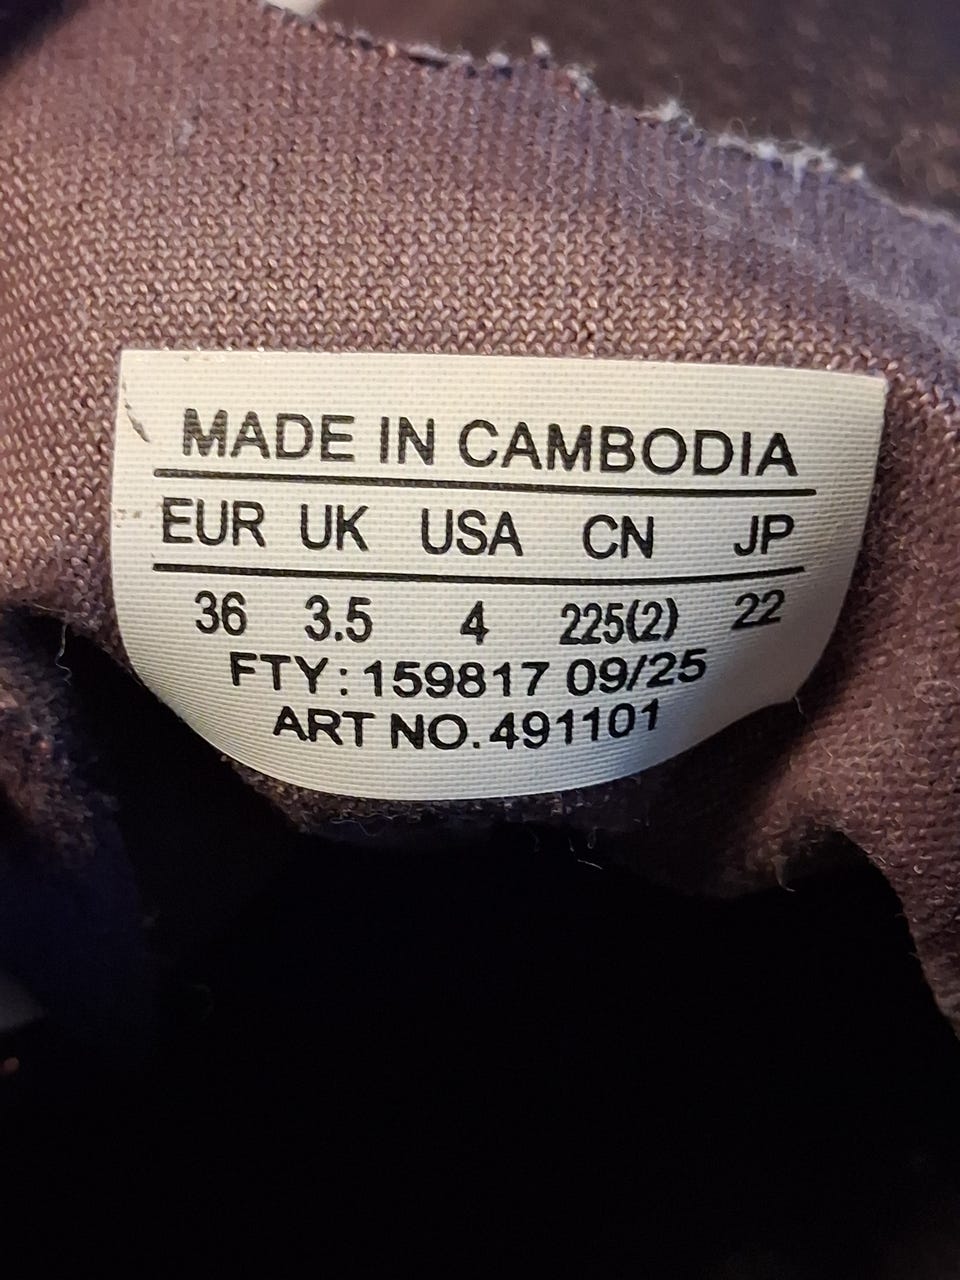 MADE IN CAMBODIA
EUR UK USA CN JP
36 3.5 4 225(2) 22
FTY: 159817 09/25
ART NO. 491101